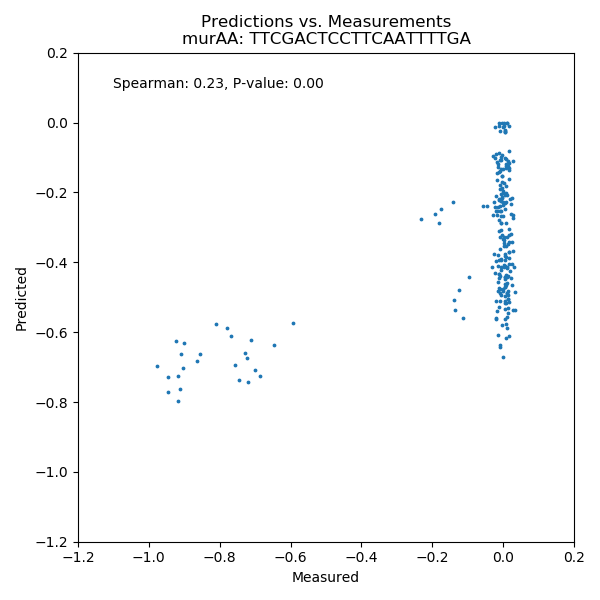 Predictions vs. Measurements
murAA: TTCGACTCCTTCAATTTTGA
Spearman: 0.23, P-value: 0.00
0.2
0.0
−0.2
−0.4
−0.6
−0.8
−1.0
−1.2
Predicted
−1.2 −1.0 −0.8 −0.6 −0.4 −0.2 0.0 0.2
Measured